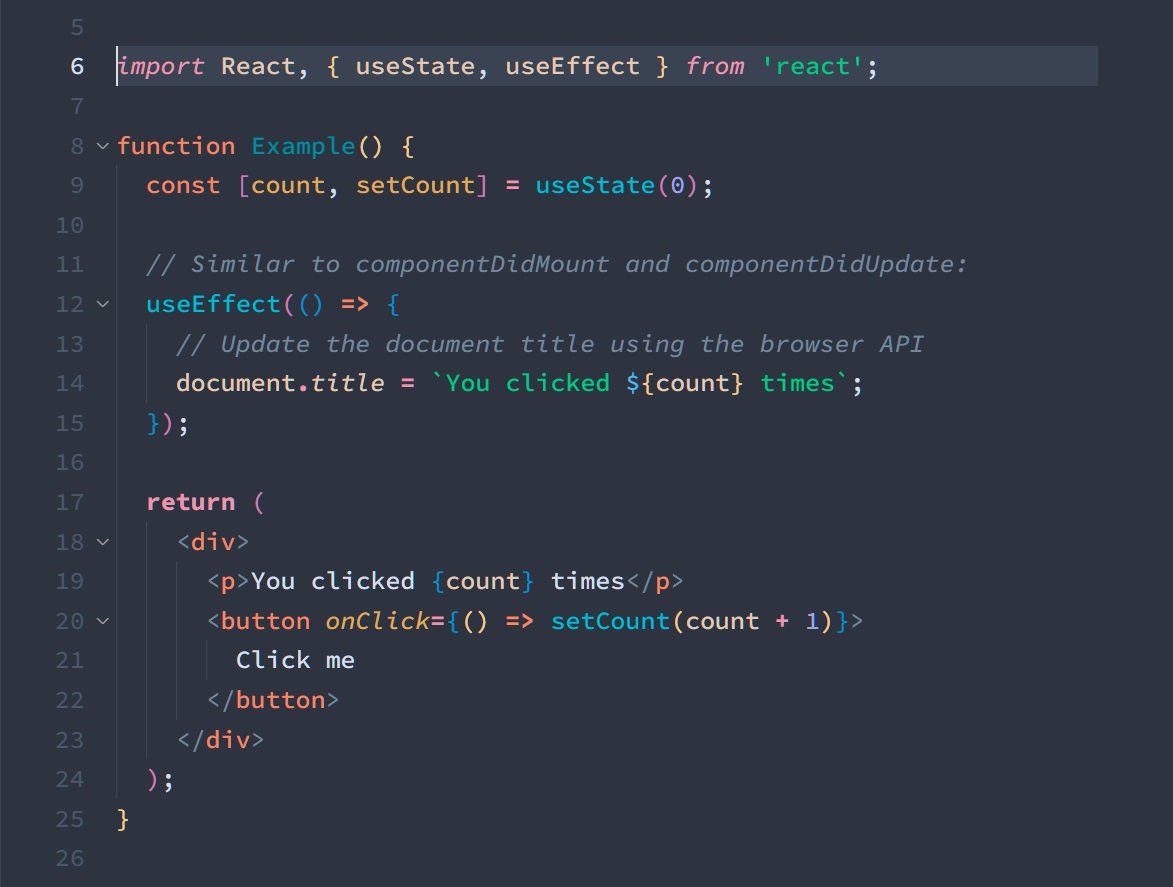 5
6 import React, { useState, useEffect } from 'react';
7
8 function Example() {
9   const [count, setCount] = useState(0);
10
11   // Similar to componentDidMount and componentDidUpdate:
12   useEffect(() => {
13     // Update the document title using the browser API
14     document.title = `You clicked ${count} times`;
15   });
16
17   return (
18     <div>
19       <p>You clicked {count} times</p>
20       <button onClick={() => setCount(count + 1)}>
21         Click me
22       </button>
23     </div>
24   );
25 }
26